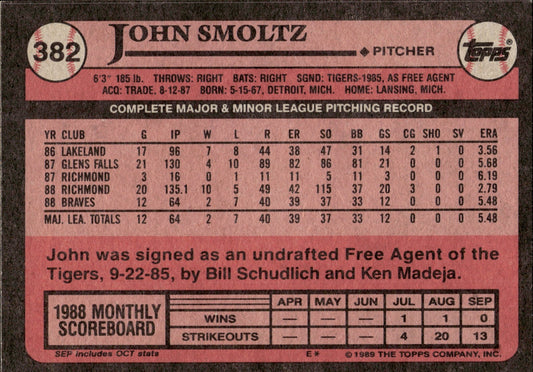 382
JOHN SMOLTZ
PITCHER
Topps®
6'3" 185 lb. THROWS: RIGHT BATS: RIGHT SGND: TIGERS-1985, AS FREE AGENT
ACQ: TRADE. 8-12-87 BORN: 5-15-67, DETROIT, MICH. HOME: LANSING, MICH.
COMPLETE MAJOR & MINOR LEAGUE PITCHING RECORD
YR CLUB G IP W L R ER SO BB GS CG SHO SV ERA
86 LAKELAND 17 96 7 8 44 38 47 31 14 2 1 0 3.56
87 GLENS FALLS 21 130 4 10 89 82 86 81 21 0 0 0 5.68
87 RICHMOND 3 16 0 1 11 11 5 11 3 0 0 0 6.19
88 RICHMOND 20 135.1 10 5 49 42 115 37 20 3 0 0 2.79
88 BRAVES 12 64 2 7 40 39 37 33 12 0 0 0 5.48
MAJ. LEA. TOTALS 12 64 2 7 40 39 37 33 12 0 0 0 5.48
John was signed as an undrafted Free Agent of the
Tigers, 9-22-85, by Bill Schudlich and Ken Madeja.
1988 MONTHLY
SCOREBOARD
APR MAY JUN JUL AUG SEP
WINS — — — 1 1 0
STRIKEOUTS — — — 4 20 13
SEP includes OCT stats
E*
© 1989 THE TOPPS COMPANY, INC.